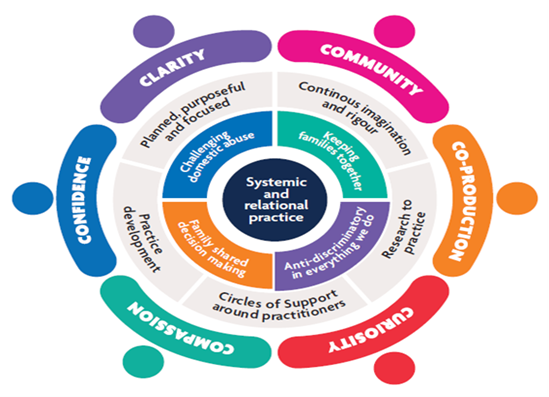 CLARITY
COMMUNITY
CO-PRODUCTION
CURIOSITY
COMPASSION
CONFIDENCE
Planned, purposeful
and focused
Continous imagination
and rigour
Research to
practice
Circles of Support
around practitioners
Practice
development
Challenging
domestic abuse
Keeping
families together
Anti-discriminatory
in everything we do
Family shared
decision making
Systemic
and
relational
practice